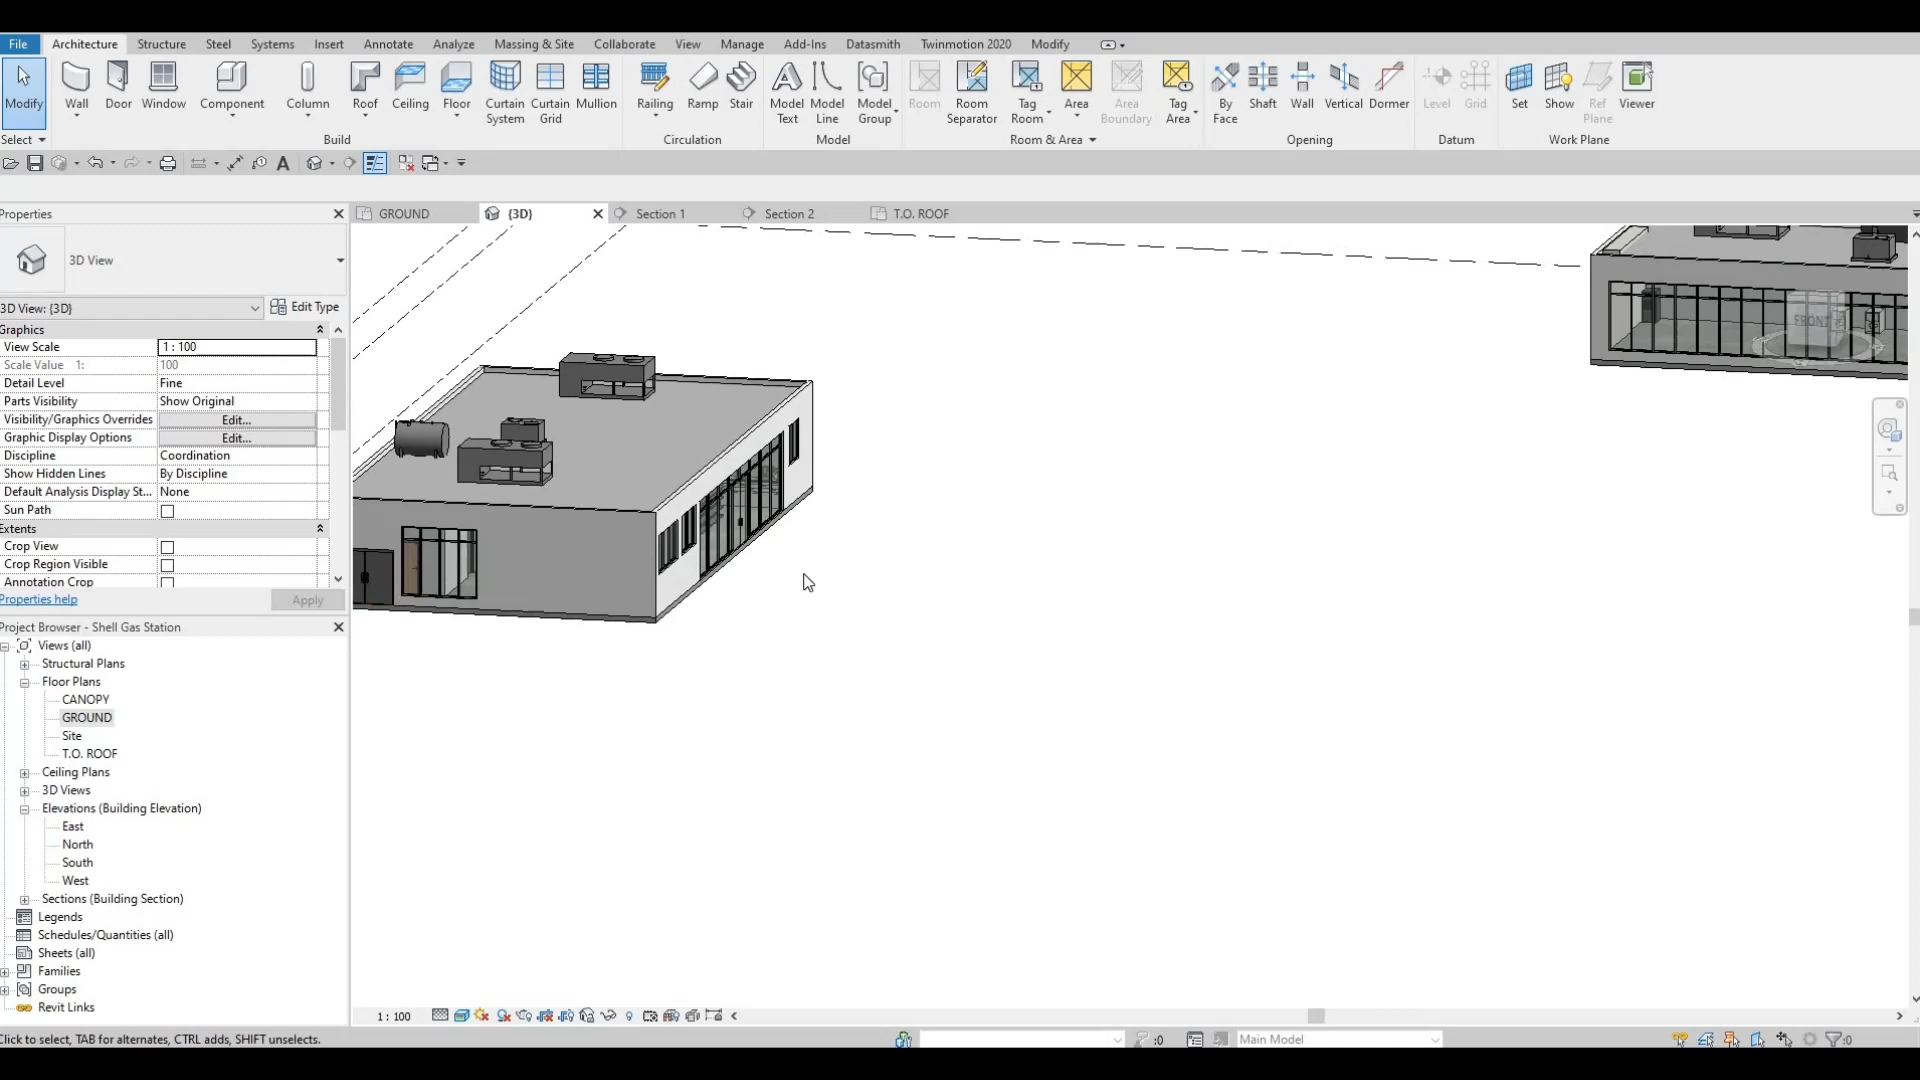 File Architecture Structure Steel Systems Insert Annotate Analyze Massing & Site Collaborate View Manage Add-Ins Datasmith Twinmotion 2020 Modify
Modify Wall Door Window Component Column Roof Ceiling Floor Curtain System Curtain Grid Mullion Railing Ramp Stair Model Text Model Line Model Group Room Room Separator Tag Room Area Area Boundary Tag Area By Face Shaft Wall Vertical Dormer Level Grid Set Show Ref Plane Viewer
Select Build Circulation Model Room & Area Opening Datum Work Plane
Properties
GROUND {3D} Section 1 Section 2 T.O. ROOF
3D View
3D View: {3D} Edit Type
Graphics
View Scale 1 : 100
Scale Value 1: 100
Detail Level Fine
Parts Visibility Show Original
Visibility/Graphics Overrides Edit...
Graphic Display Options Edit...
Discipline Coordination
Show Hidden Lines By Discipline
Default Analysis Display St... None
Sun Path
Extents
Crop View
Crop Region Visible
Annotation Crop
Properties help Apply
Project Browser - Shell Gas Station
Views (all)
Structural Plans
Floor Plans
CANOPY
GROUND
Site
T.O. ROOF
Ceiling Plans
3D Views
Elevations (Building Elevation)
East
North
South
West
Sections (Building Section)
Legends
Schedules/Quantities (all)
Sheets (all)
Families
Groups
Revit Links
FRONT
1 : 100
Click to select, TAB for alternates, CTRL adds, SHIFT unselects. :0 Main Model :0